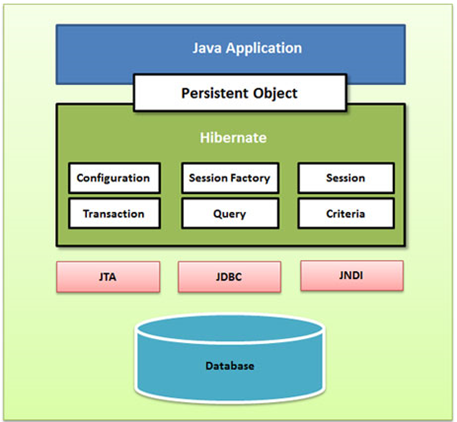 Java Application
Persistent Object
Hibernate
Configuration
Session Factory
Session
Transaction
Query
Criteria
JTA
JDBC
JNDI
Database